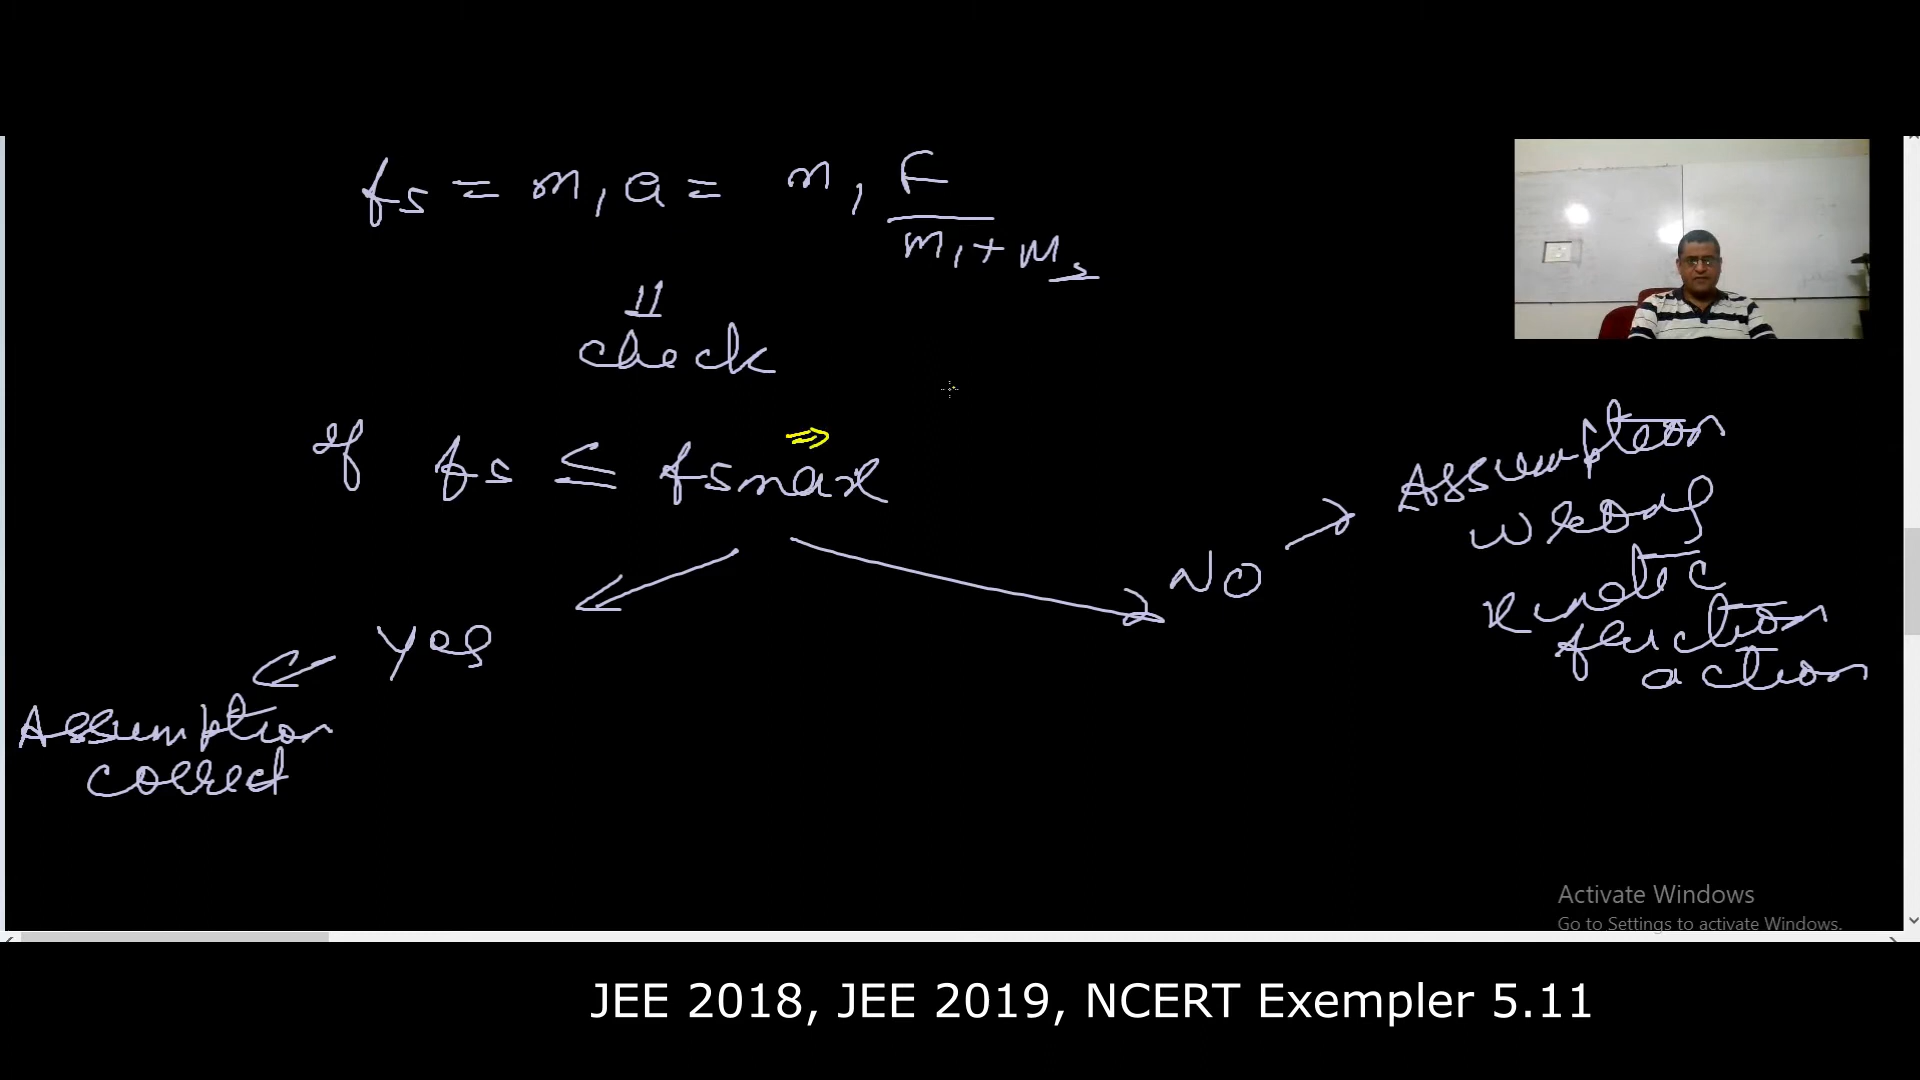 fs = m₁a = m₁ F
m₁ + m₂
⇓
check
If fs ≤ fsmax ⇒
Yes
No
Assumption
wrong
kinetic
friction
action
Assumption
correct
Activate Windows
Go to Settings to activate Windows.
JEE 2018, JEE 2019, NCERT Exempler 5.11